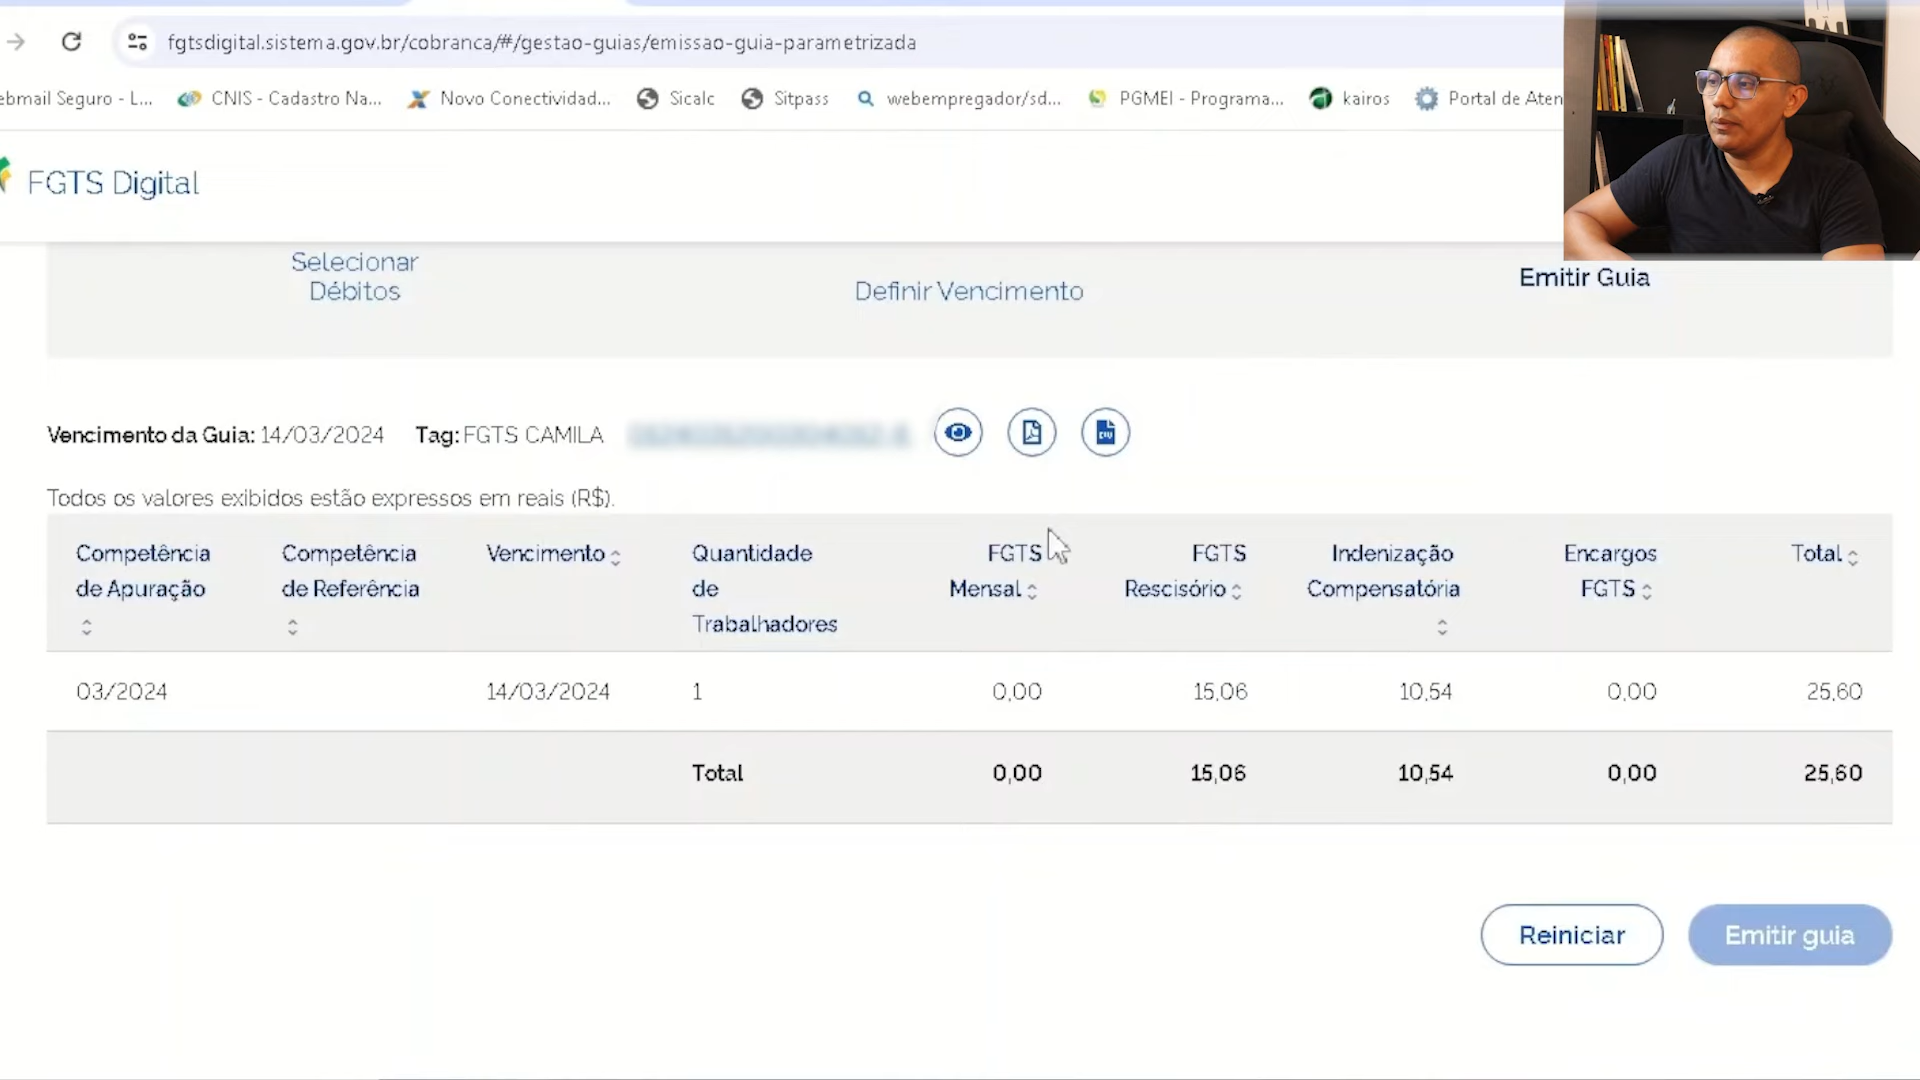 fgtsdigital.sistema.gov.br/cobranca/#/gestao-guias/emissao-guia-parametrizada
ebmail Seguro - L... CNIS - Cadastro Na... Novo Conectividad... Sicalc Sitpass webempregador/sd... PGMEI - Programa... kairos Portal de Aten
FGTS Digital
Selecionar
Débitos
Definir Vencimento
Emitir Guia
Vencimento da Guia: 14/03/2024 Tag: FGTS CAMILA
Todos os valores exibidos estão expressos em reais (R$).
Competência de Apuração
Competência de Referência
Vencimento
Quantidade de Trabalhadores
FGTS Mensal
FGTS Rescisório
Indenização Compensatória
Encargos FGTS
Total
03/2024 14/03/2024 1 0,00 15,06 10,54 0,00 25,60
Total 0,00 15,06 10,54 0,00 25,60
Reiniciar Emitir guia